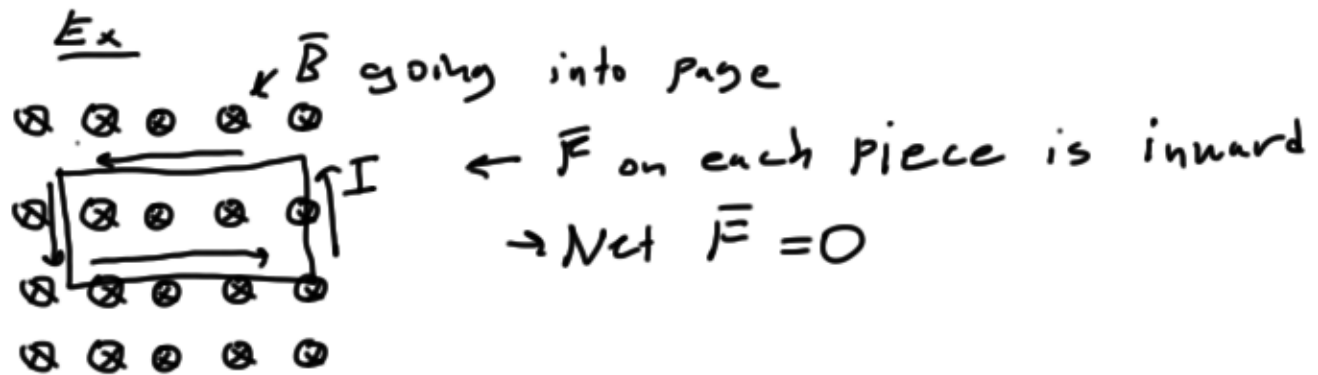 Ex
B̅ going into page
I
← F̅ on each piece is inward
→ Net F̅ = 0